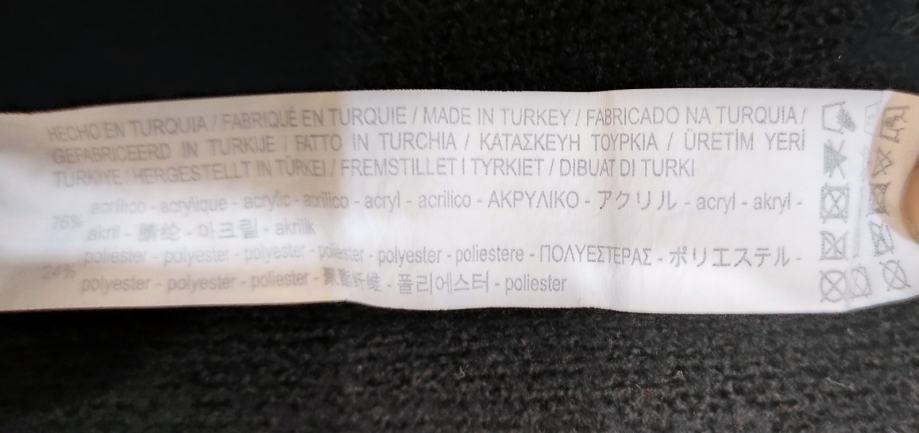 HECHO EN TURQUIA / FABRIQUÉ EN TURQUIE / MADE IN TURKEY / FABRICADO NA TURQUIA /
GEFABRICEERD IN TURKIJE / FATTO IN TURCHIA / ΚΑΤΑΣΚΕΥΗ ΤΟΥΡΚΙΑ / ÜRETİM YERİ
TÜRKİYE / HERGESTELLT IN TÜRKEI / FREMSTILLET I TYRKIET / DIBUAT DI TURKI
76% acrílico - acrylique - acrylic - acrílico - acryl - acrilico - ΑΚΡΥΛΙΚΟ - アクリル - acryl - akryl -
akril - 腈纶 - 아크릴 - akrilik
24% poliester - polyester - polyester - poliester - polyester - poliestere - ΠΟΛΥΕΣΤΕΡΑΣ - ポリエステル -
polyester - polyester - poliester - 聚酯纤维 - 폴리에스터 - poliester